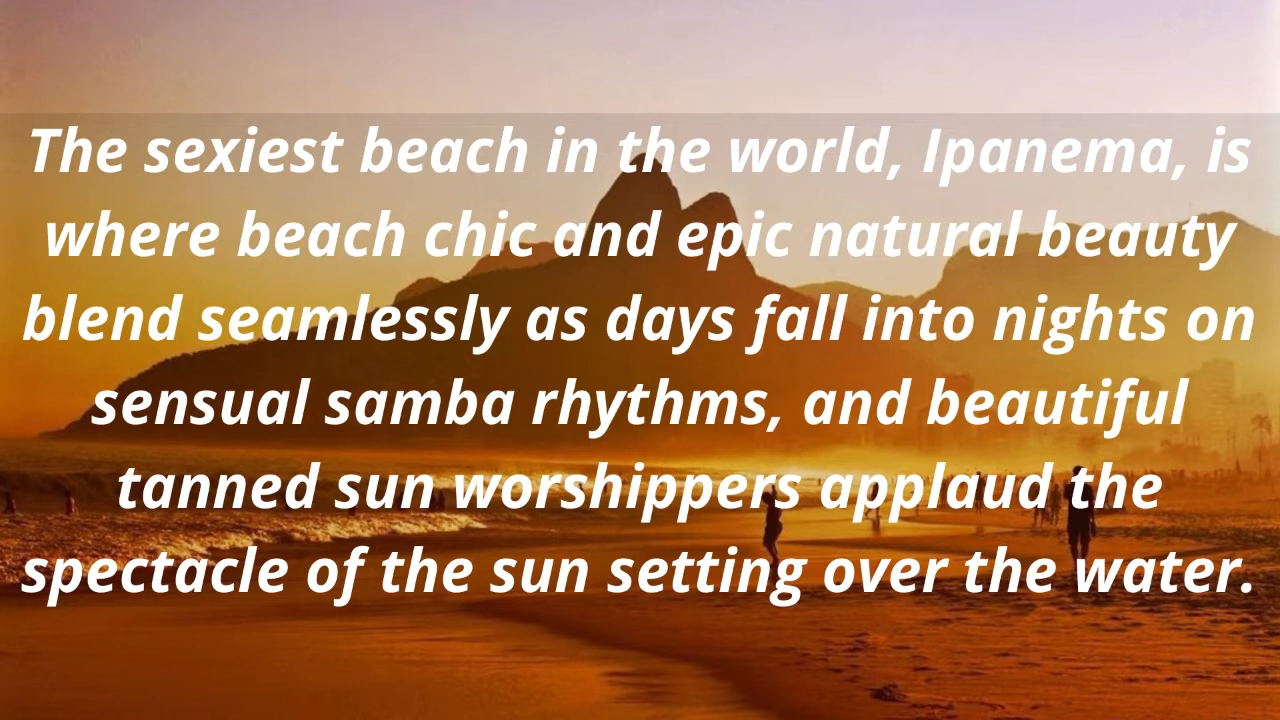 The sexiest beach in the world, Ipanema, is
where beach chic and epic natural beauty
blend seamlessly as days fall into nights on
sensual samba rhythms, and beautiful
tanned sun worshippers applaud the
spectacle of the sun setting over the water.